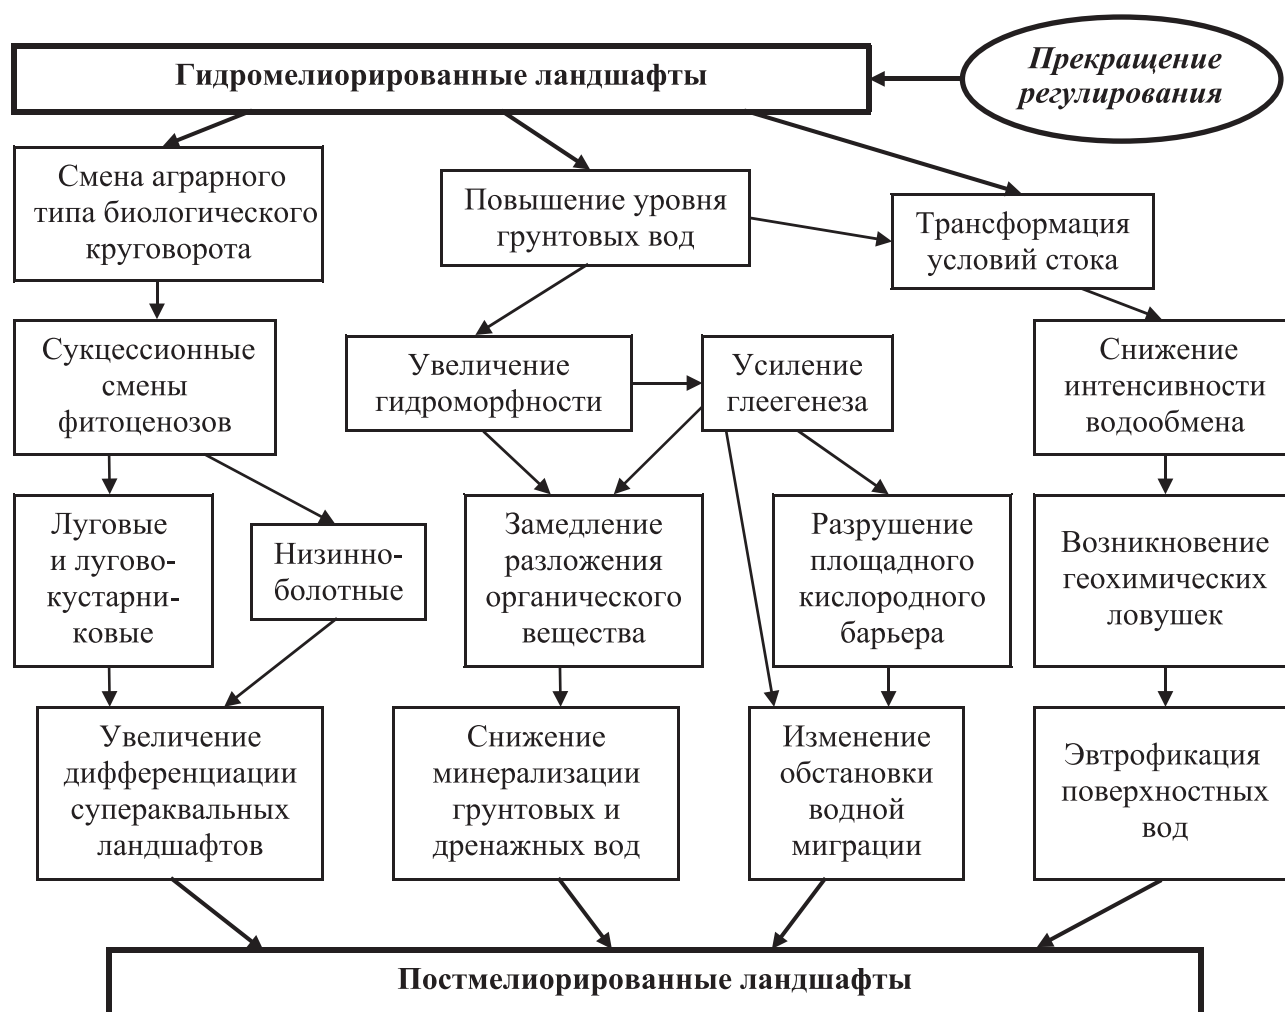 Гидромелиорированные ландшафты
Прекращение
регулирования
Смена аграрного
типа биологического
круговорота
Повышение уровня
грунтовых вод
Трансформация
условий стока
Сукцессионные
смены
фитоценозов
Увеличение
гидроморфности
Усиление
глеегенеза
Снижение
интенсивности
водообмена
Луговые
и лугово-
кустарни-
ковые
Низинно-
болотные
Замедление
разложения
органического
вещества
Разрушение
площадного
кислородного
барьера
Возникновение
геохимических
ловушек
Увеличение
дифференциации
супераквальных
ландшафтов
Снижение
минерализации
грунтовых и
дренажных вод
Изменение
обстановки
водной
миграции
Эвтрофикация
поверхностных
вод
Постмелиорированные ландшафты